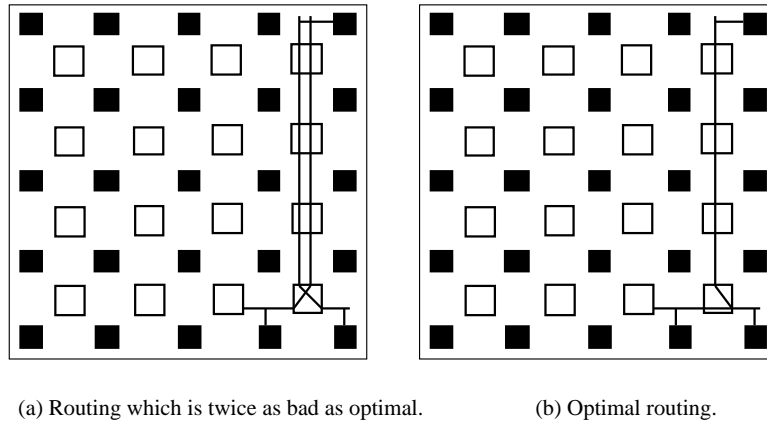 (a) Routing which is twice as bad as optimal.
(b) Optimal routing.